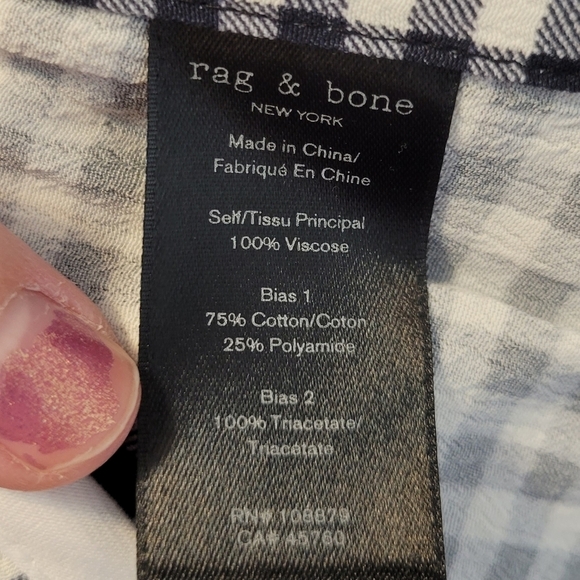 rag & bone
NEW YORK
Made in China/
Fabriqué En Chine
Self/Tissu Principal
100% Viscose
Bias 1
75% Cotton/Coton
25% Polyamide
Bias 2
100% Triacetate/
Triacetate
RN# 108879
CA# 45760